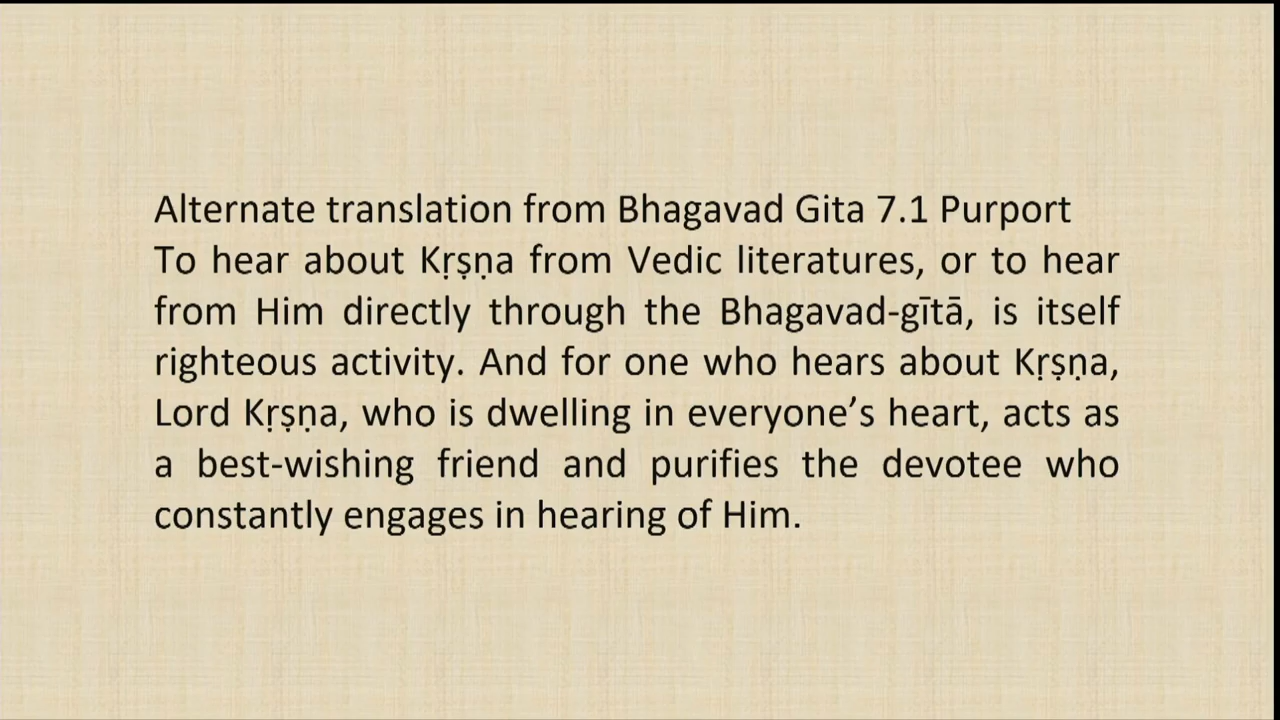 Alternate translation from Bhagavad Gita 7.1 Purport
To hear about Kṛṣṇa from Vedic literatures, or to hear
from Him directly through the Bhagavad-gītā, is itself
righteous activity. And for one who hears about Kṛṣṇa,
Lord Kṛṣṇa, who is dwelling in everyone’s heart, acts as
a best-wishing friend and purifies the devotee who
constantly engages in hearing of Him.